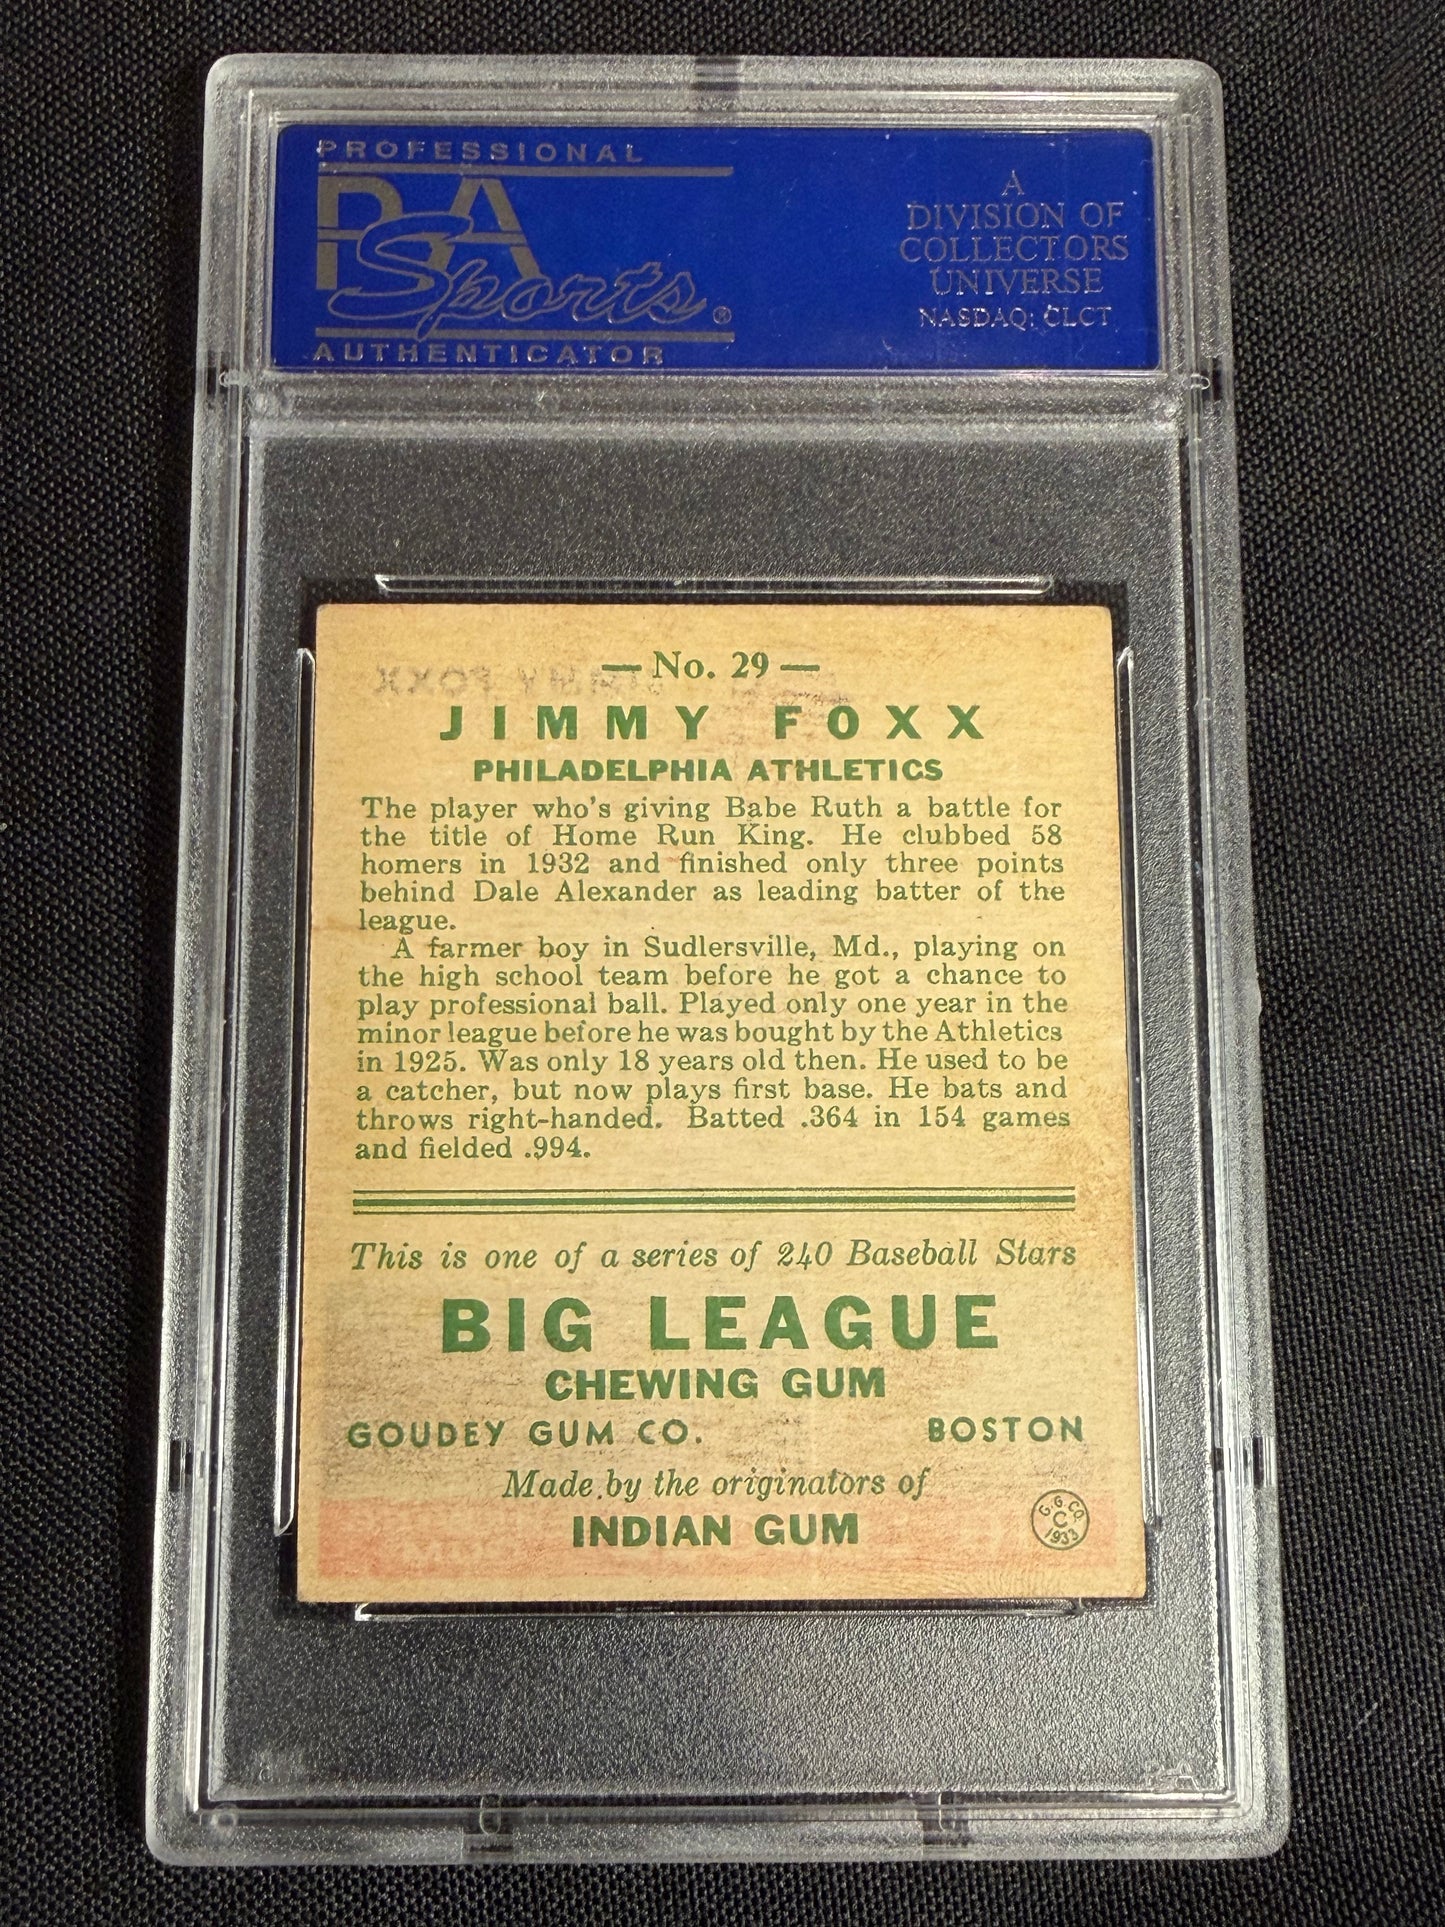 PROFESSIONAL
PSA
Sports®
AUTHENTICATOR
A
DIVISION OF
COLLECTORS
UNIVERSE
NASDAQ: CLCT
— No. 29 —
JIMMY FOXX
JIMMY FOXX
PHILADELPHIA ATHLETICS
The player who's giving Babe Ruth a battle for
the title of Home Run King. He clubbed 58
homers in 1932 and finished only three points
behind Dale Alexander as leading batter of the
league.
A farmer boy in Sudlersville, Md., playing on
the high school team before he got a chance to
play professional ball. Played only one year in the
minor league before he was bought by the Athletics
in 1925. Was only 18 years old then. He used to be
a catcher, but now plays first base. He bats and
throws right-handed. Batted .364 in 154 games
and fielded .994.
This is one of a series of 240 Baseball Stars
BIG LEAGUE
CHEWING GUM
GOUDEY GUM CO. BOSTON
Made by the originators of
INDIAN GUM
G.G.CO.
C
1933
PSA